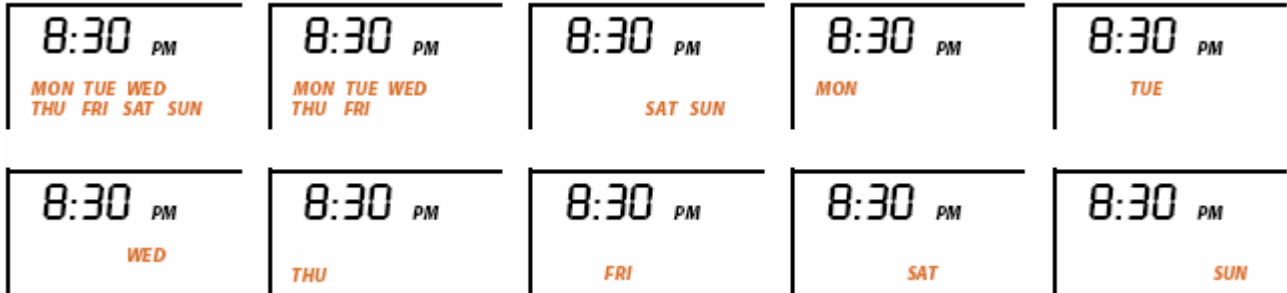 8:30 PM 8:30 PM 8:30 PM 8:30 PM 8:30 PM
MON TUE WED MON TUE WED MON TUE
THU FRI SAT SUN THU FRI SAT SUN
8:30 PM 8:30 PM 8:30 PM 8:30 PM 8:30 PM
WED
THU FRI SAT SUN